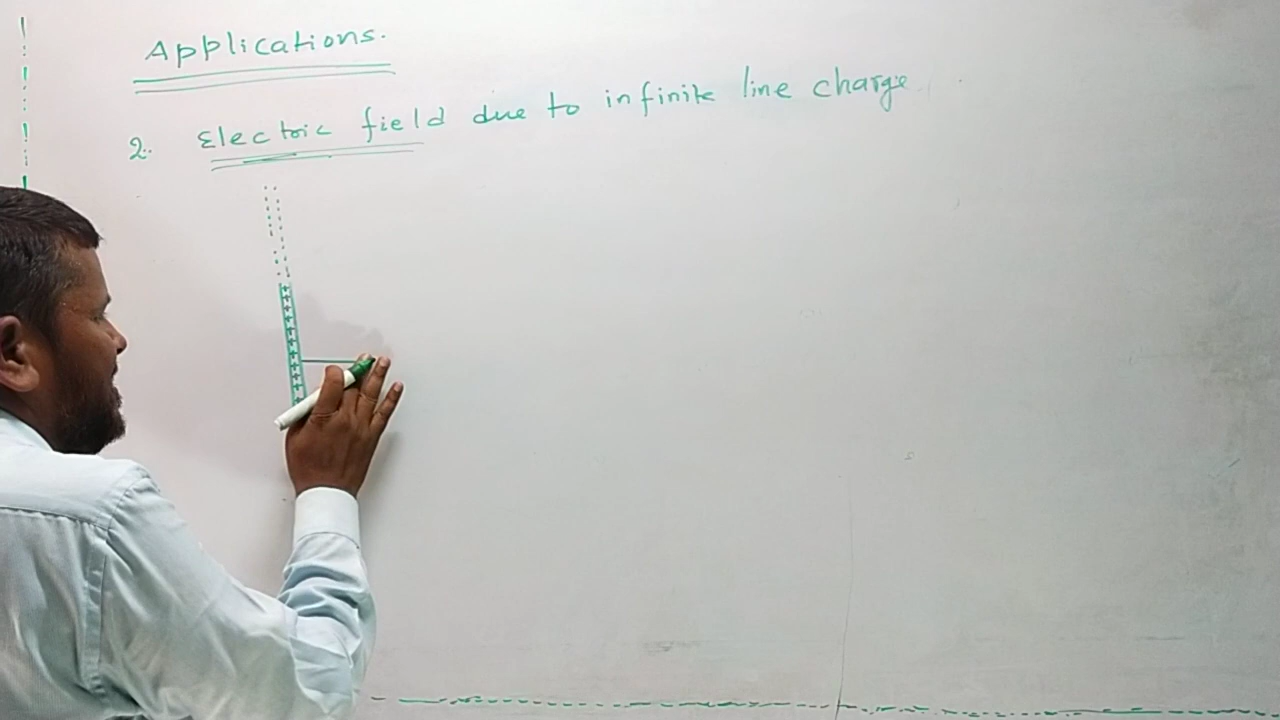 Applications.
2. Electric field due to infinite line charge